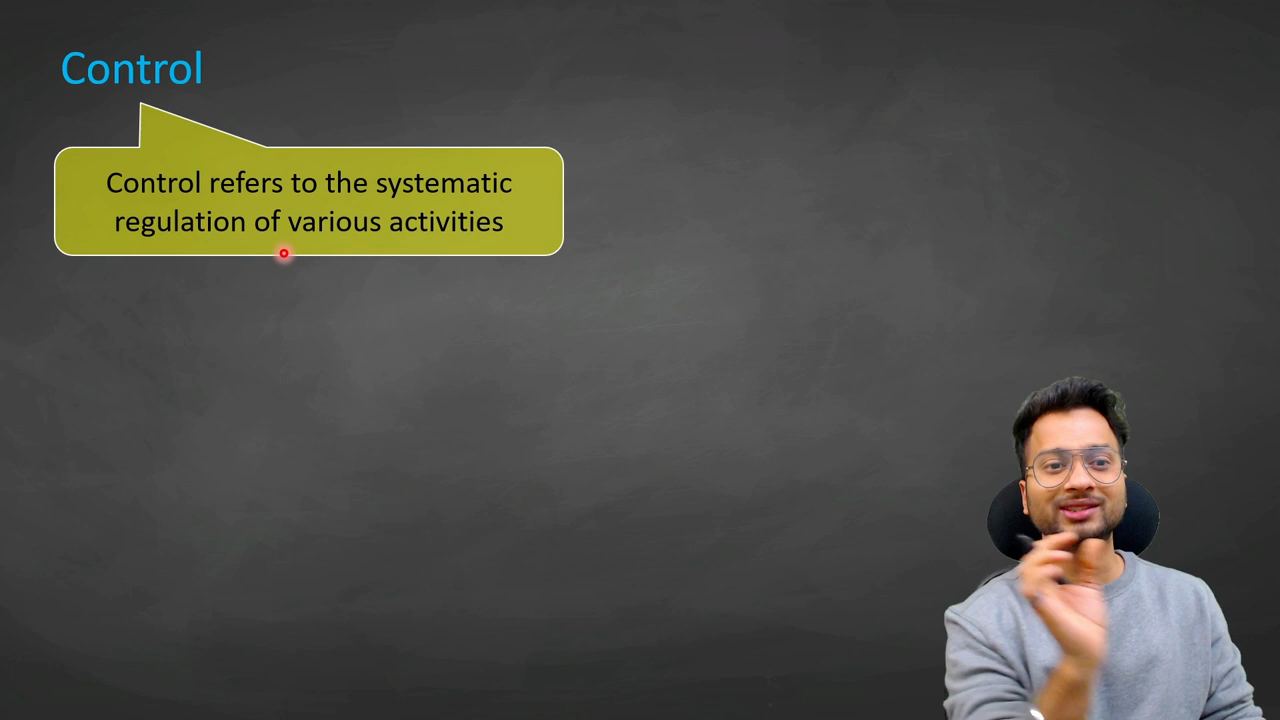 Control
Control refers to the systematic
regulation of various activities